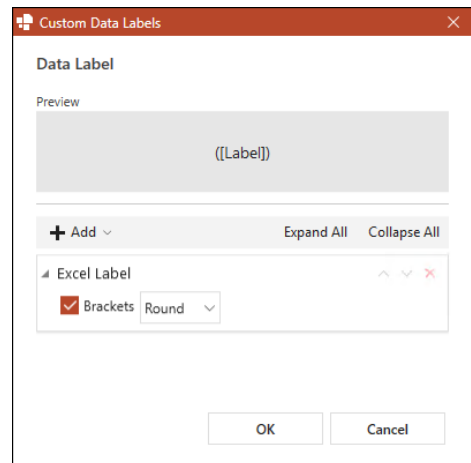 Custom Data Labels
Data Label
Preview
([Label])
Add Expand All Collapse All
Excel Label
Brackets Round
OK Cancel